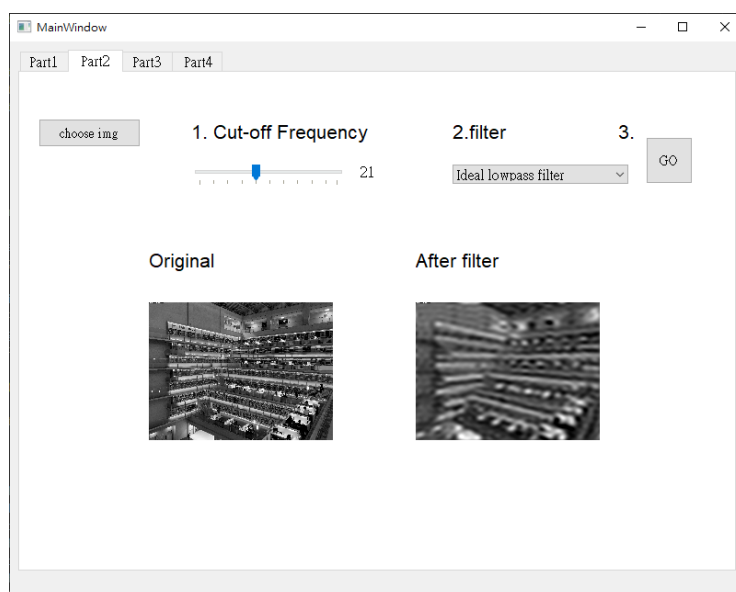 MainWindow
Part1 Part2 Part3 Part4
choose img
1. Cut-off Frequency
21
2.filter
Ideal lowpass filter
3.
GO
Original
After filter